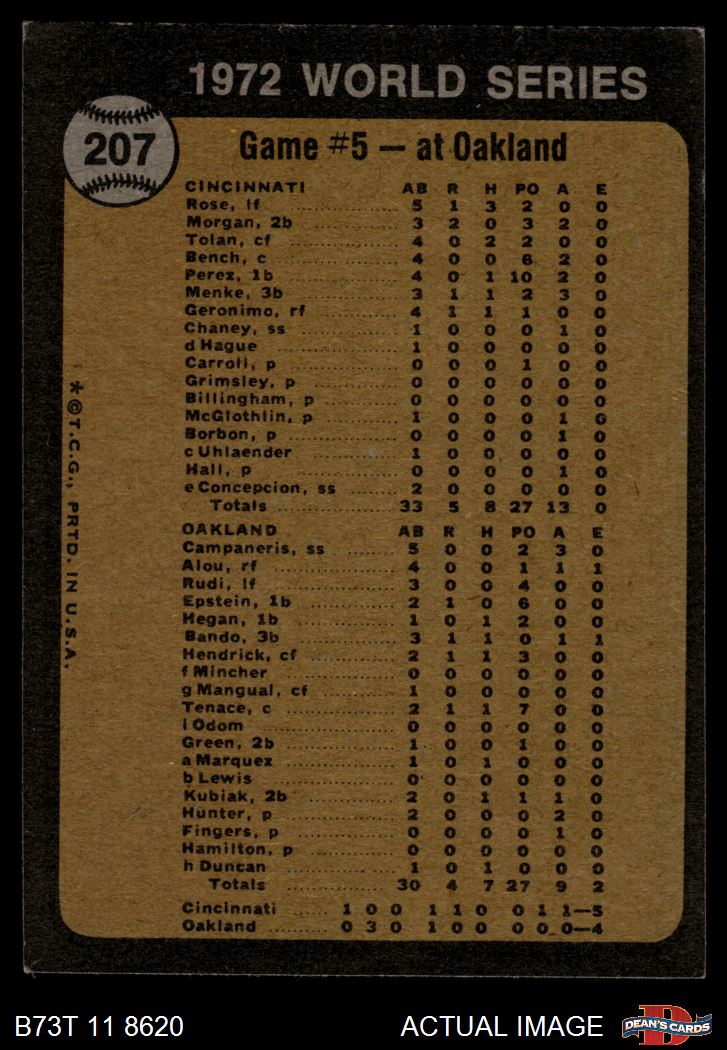 1972 WORLD SERIES
207
Game #5 — at Oakland
CINCINNATI AB R H PO A E
Rose, lf 5 1 3 2 0 0
Morgan, 2b 3 2 0 3 2 0
Tolan, cf 4 0 2 2 0 0
Bench, c 4 0 0 6 2 0
Perez, 1b 4 0 1 10 2 0
Menke, 3b 3 1 1 2 3 0
Geronimo, rf 4 1 1 1 0 0
Chaney, ss 1 0 0 0 1 0
d Hague 1 0 0 0 0 0
Carroll, p 0 0 0 1 0 0
Grimsley, p 0 0 0 0 0 0
Billingham, p 0 0 0 0 0 0
McGlothlin, p 1 0 0 0 1 0
Borbon, p 0 0 0 0 1 0
c Uhlaender 1 0 0 0 0 0
Hall, p 0 0 0 0 1 0
e Concepcion, ss 2 0 0 0 0 0
Totals 33 5 8 27 13 0
OAKLAND AB R H PO A E
Campaneris, ss 5 0 0 2 3 0
Alou, rf 4 0 0 1 1 1
Rudi, lf 3 0 0 4 0 0
Epstein, 1b 2 1 0 6 0 0
Hegan, 1b 1 0 1 2 0 0
Bando, 3b 3 1 1 0 1 1
Hendrick, cf 2 1 1 3 0 0
f Mincher 0 0 0 0 0 0
g Mangual, cf 1 0 0 0 0 0
Tenace, c 2 1 1 7 0 0
i Odom 0 0 0 0 0 0
Green, 2b 1 0 0 1 0 0
a Marquez 1 0 1 0 0 0
b Lewis 0 0 0 0 0 0
Kubiak, 2b 2 0 1 1 1 0
Hunter, p 2 0 0 0 2 0
Fingers, p 0 0 0 0 1 0
Hamilton, p 0 0 0 0 0 0
h Duncan 1 0 1 0 0 0
Totals 30 4 7 27 9 2
Cincinnati 1 0 0 1 1 0 0 1 1—5
Oakland 0 3 0 1 0 0 0 0 0—4
*©T.C.G., PRTD. IN U.S.A.
B73T 11 8620 ACTUAL IMAGE
D
DEAN'S CARDS